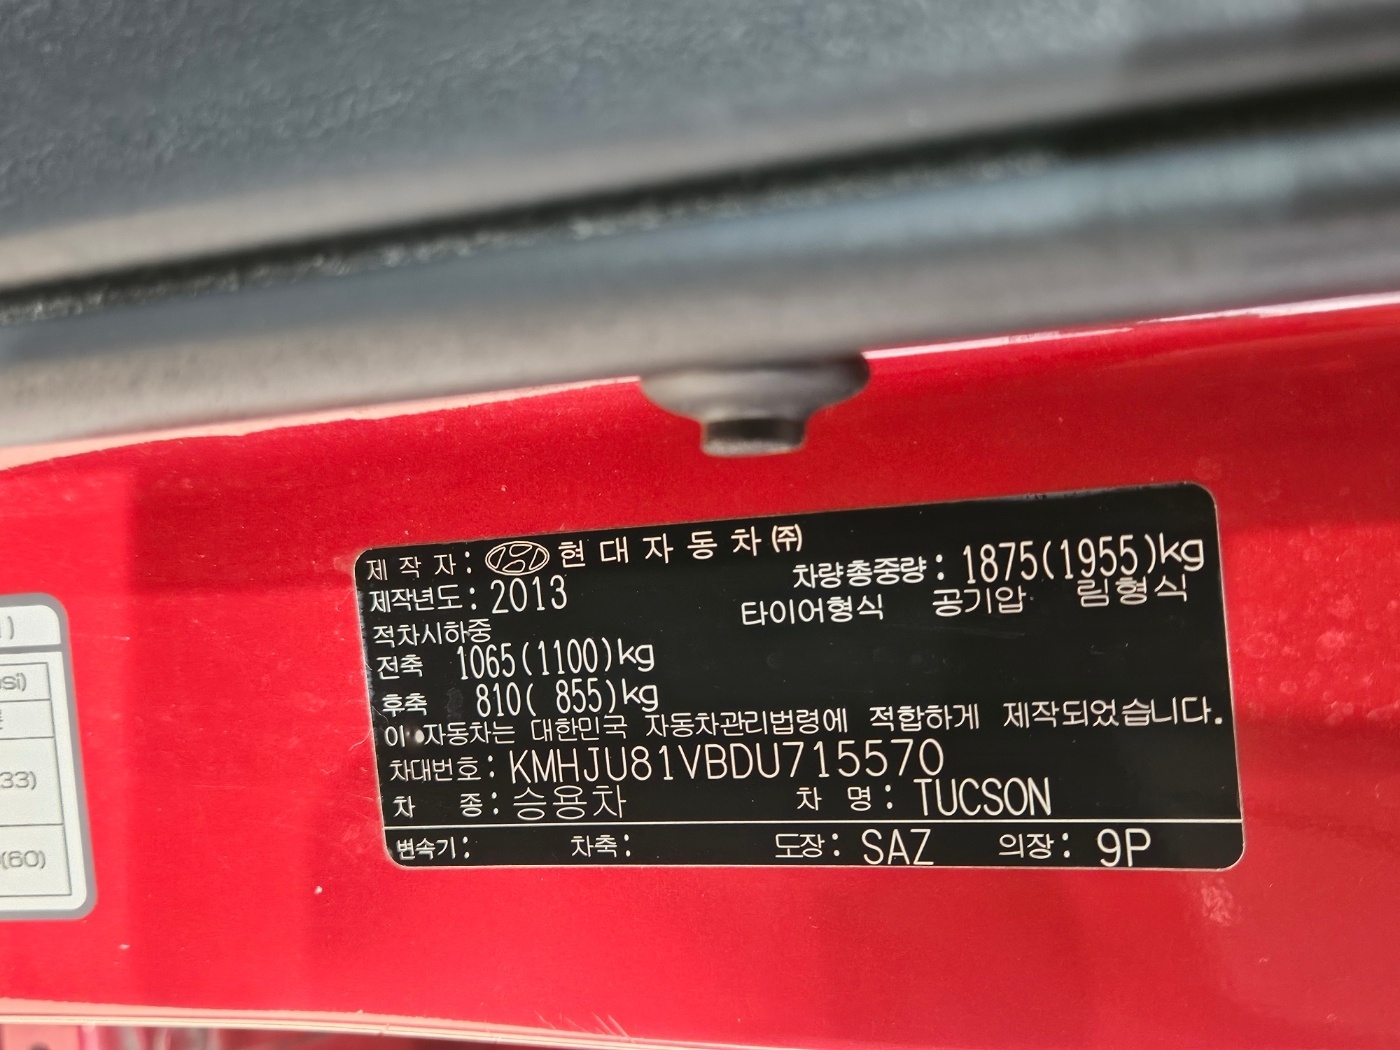 제 작 자: 현 대 자 동 차 ㈜
차량총중량: 1875(1955)kg
제작년도: 2013
타이어형식 공기압 림형식
적차시하중
전축 1065(1100)kg
후축 810( 855)kg
이 자동차는 대한민국 자동차관리법령에 적합하게 제작되었습니다.
차대번호: KMHJU81VBDU715570
차 종: 승용차 차 명: TUCSON
변속기: 차축: 도장: SAZ 의장: 9P
si)
33)
(60)